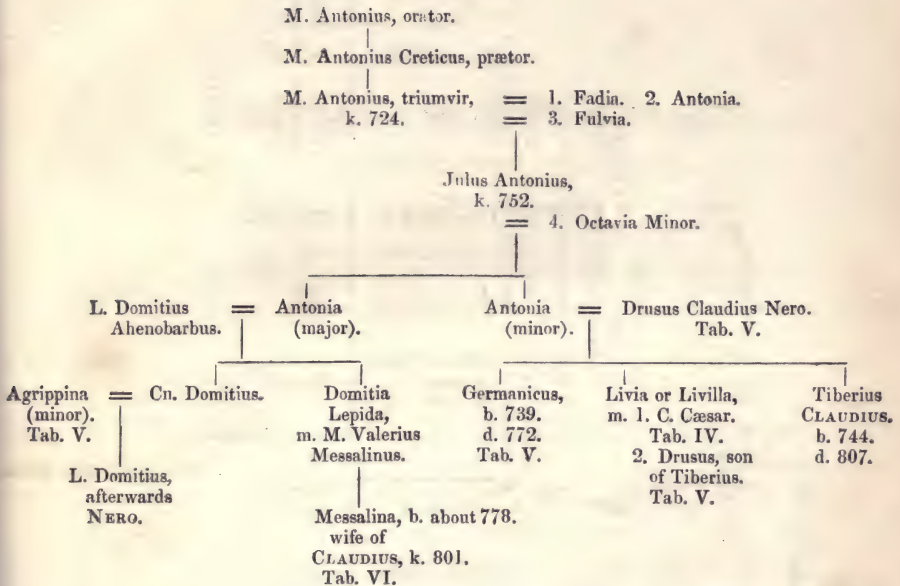 M. Antonius, orator.
M. Antonius Creticus, prætor.
M. Antonius, triumvir, = 1. Fadia. 2. Antonia.
k. 724. = 3. Fulvia.
Julus Antonius,
k. 752.
= 4. Octavia Minor.
L. Domitius = Antonia
Ahenobarbus. (major).
Antonia = Drusus Claudius Nero.
(minor). Tab. V.
Agrippina = Cn. Domitius.
(minor).
Tab. V.
L. Domitius,
afterwards
NERO.
Domitia
Lepida,
m. M. Valerius
Messalinus.
Messalina, b. about 778.
wife of
CLAUDIUS, k. 801.
Tab. VI.
Germanicus,
b. 739.
d. 772.
Tab. V.
Livia or Livilla,
m. 1. C. Cæsar.
Tab. IV.
2. Drusus, son
of Tiberius.
Tab. V.
Tiberius
CLAUDIUS.
b. 744.
d. 807.